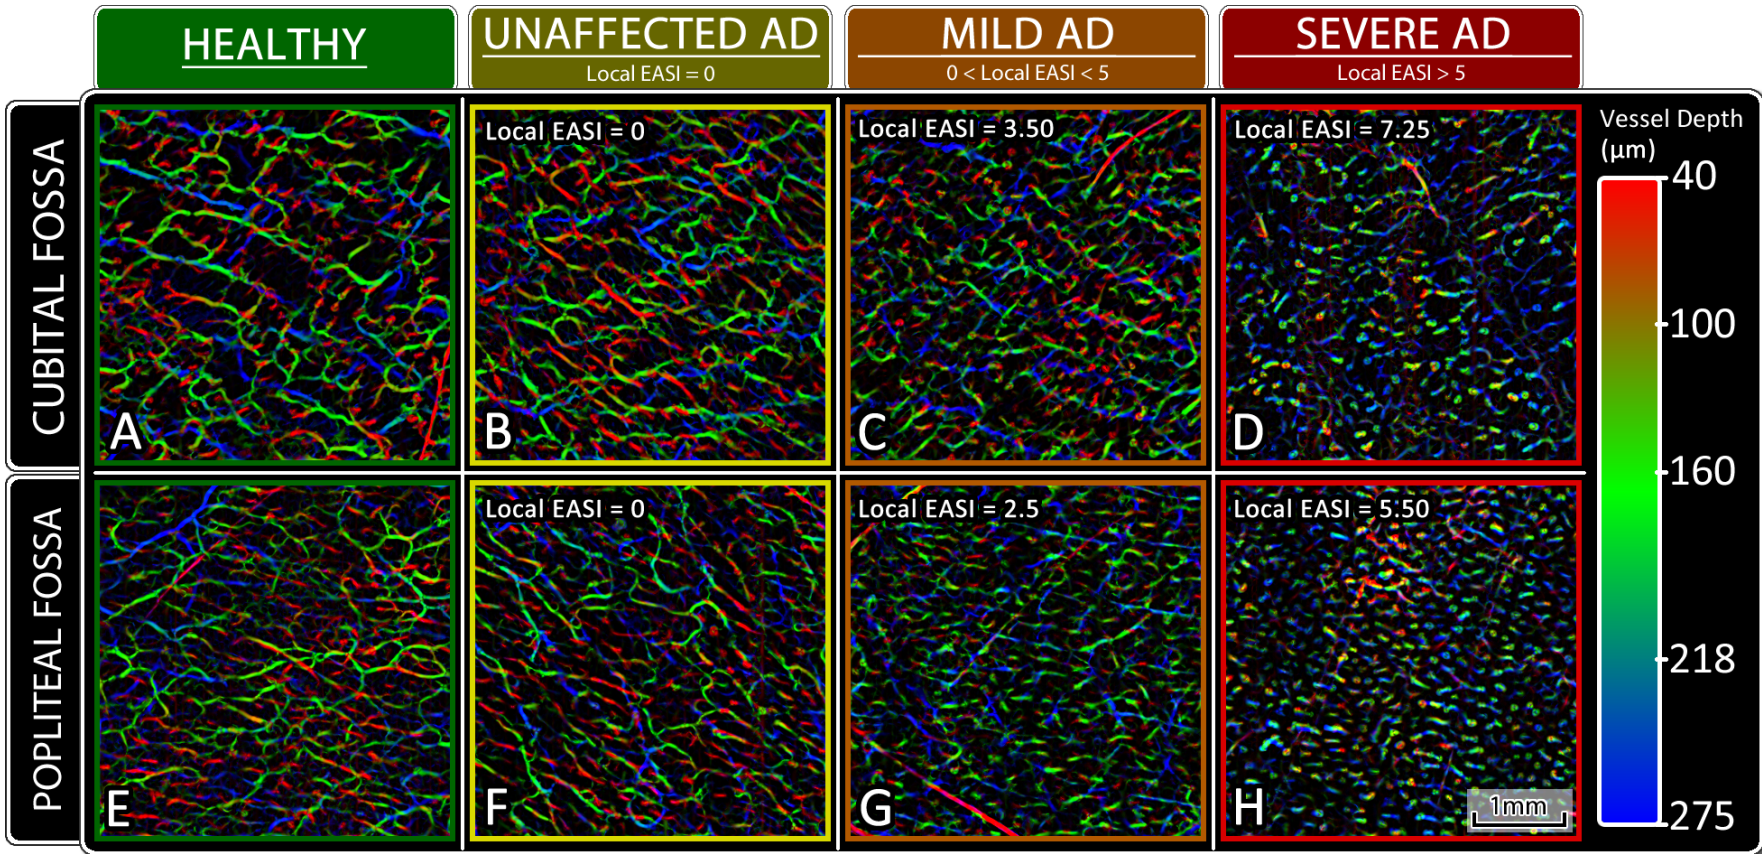 HEALTHY
UNAFFECTED AD
Local EASI = 0
MILD AD
0 < Local EASI < 5
SEVERE AD
Local EASI > 5
CUBITAL FOSSA
A
Local EASI = 0
B
Local EASI = 3.50
C
Local EASI = 7.25
D
POPLITEAL FOSSA
E
Local EASI = 0
F
Local EASI = 2.5
G
Local EASI = 5.50
H
1mm
Vessel Depth
(µm)
40
100
160
218
275